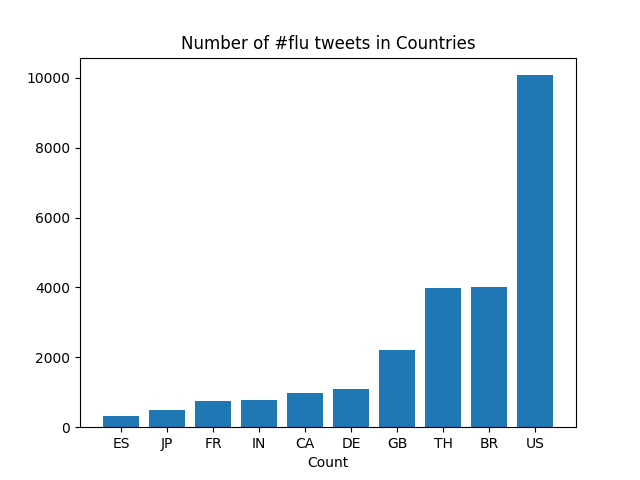 Number of #flu tweets in Countries
10000
8000
6000
4000
2000
0
ES JP FR IN CA DE GB TH BR US
Count